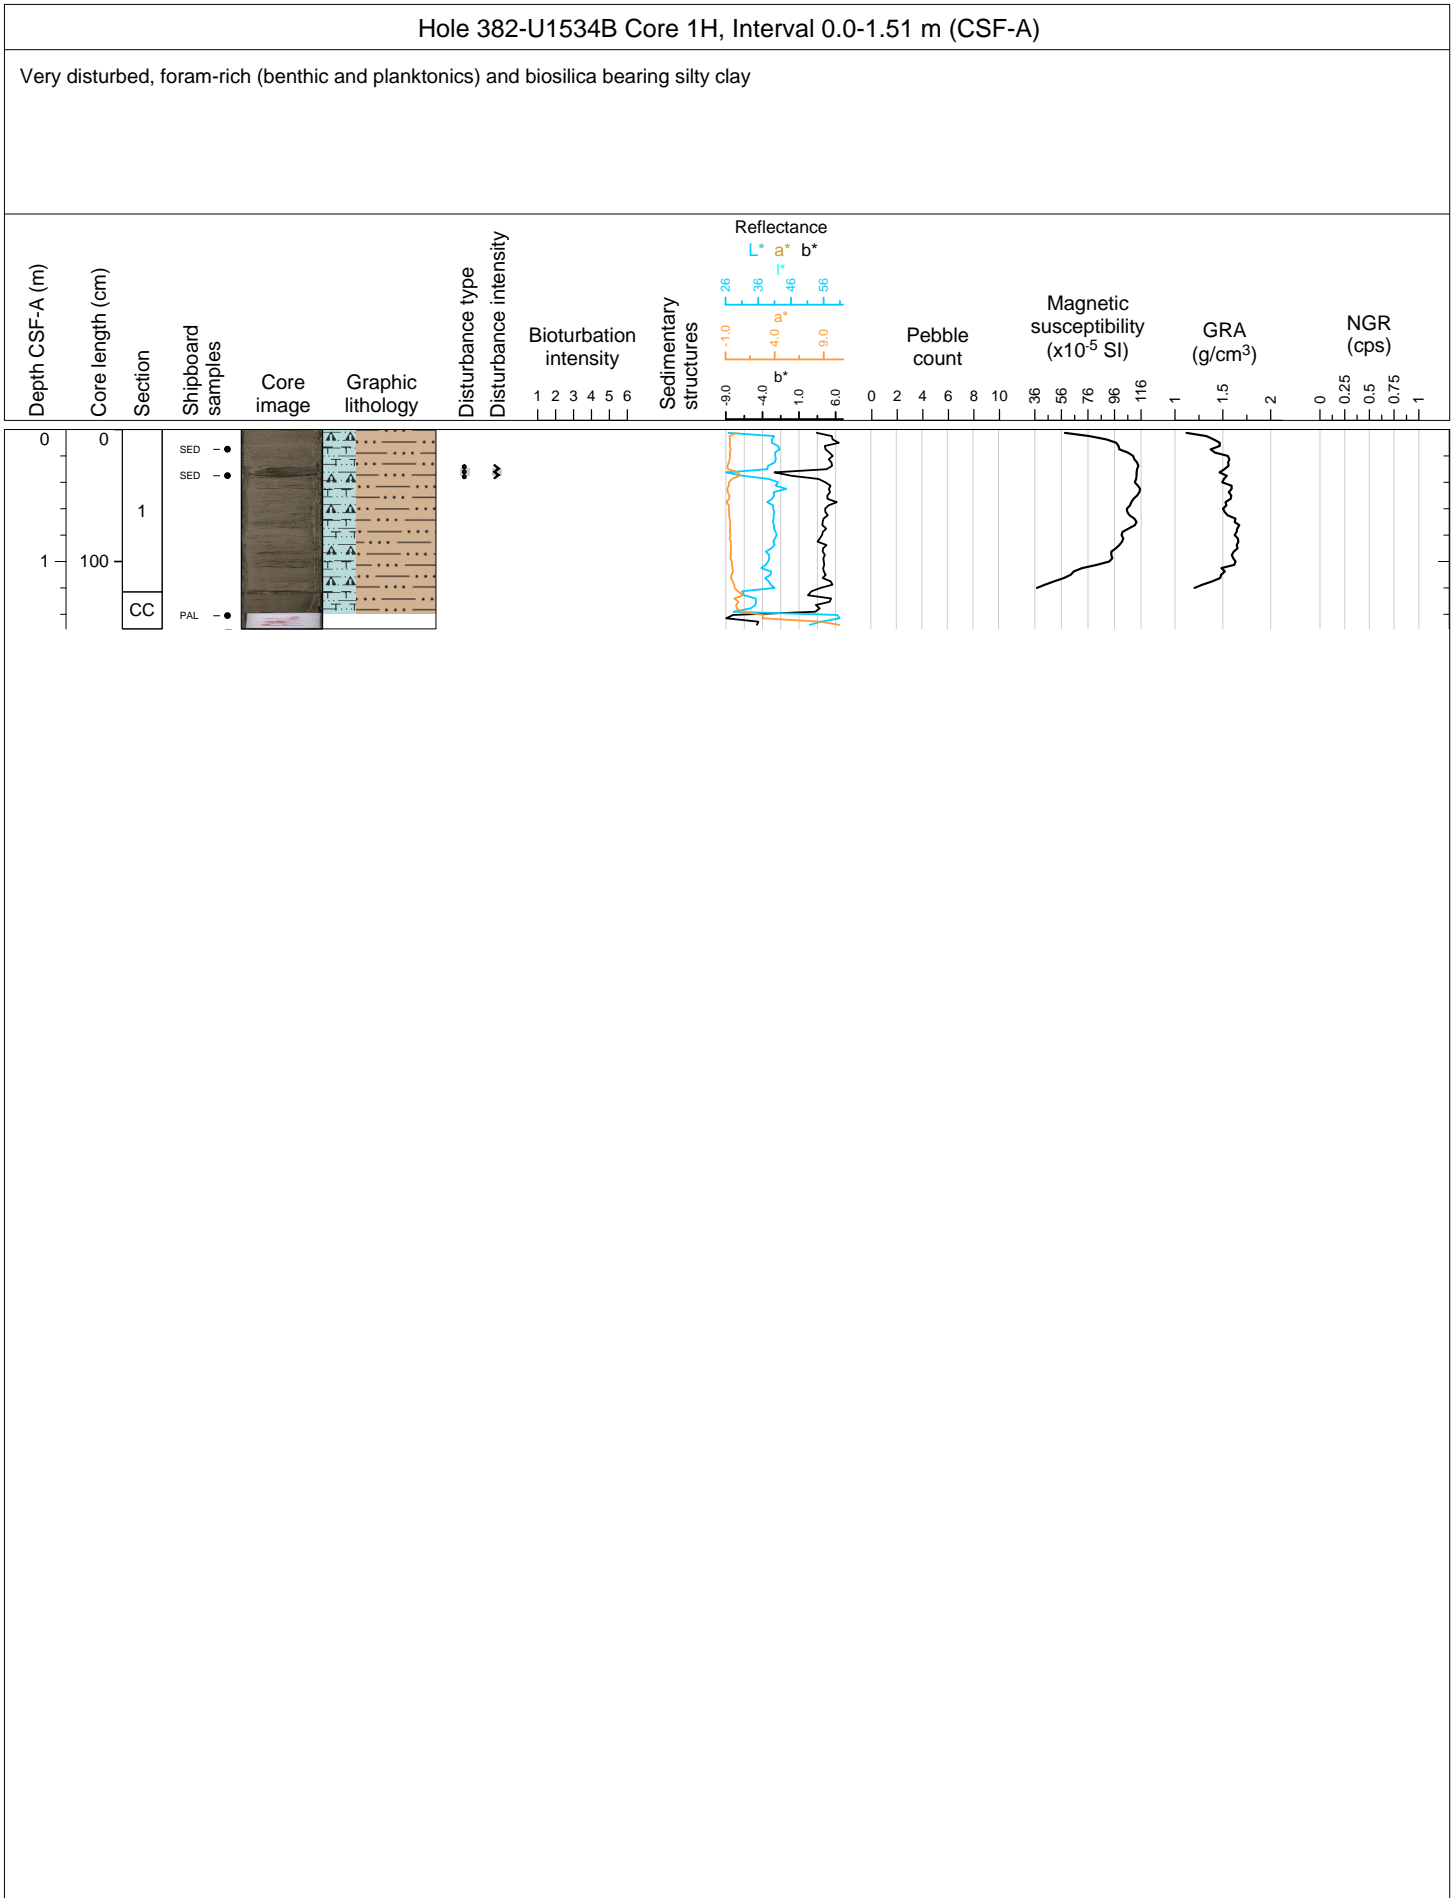 Hole 382-U1534B Core 1H, Interval 0.0-1.51 m (CSF-A)
Very disturbed, foram-rich (benthic and planktonics) and biosilica bearing silty clay
Depth CSF-A (m)
Core length (cm)
Section
Shipboard
samples
Core
image
Graphic
lithology
Disturbance type
Disturbance intensity
Bioturbation
intensity
1 2 3 4 5 6
Sedimentary
structures
Reflectance
L* a* b*
l*
26 36 46 56
a*
-1.0 4.0 9.0
b*
-9.0 -4.0 1.0 6.0
Pebble
count
0 2 4 6 8 10
Magnetic
susceptibility
(x10-5 SI)
36 56 76 96 116
GRA
(g/cm3)
1 1.5 2
NGR
(cps)
0 0.25 0.5 0.75 1
0 0
SED
SED
1
1 100
CC
PAL